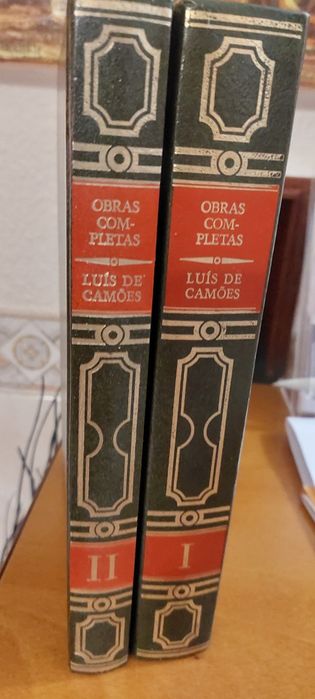 OBRAS
COM-
PLETAS
LUÍS DE
CAMÕES
II
OBRAS
COM-
PLETAS
LUÍS DE
CAMÕES
I